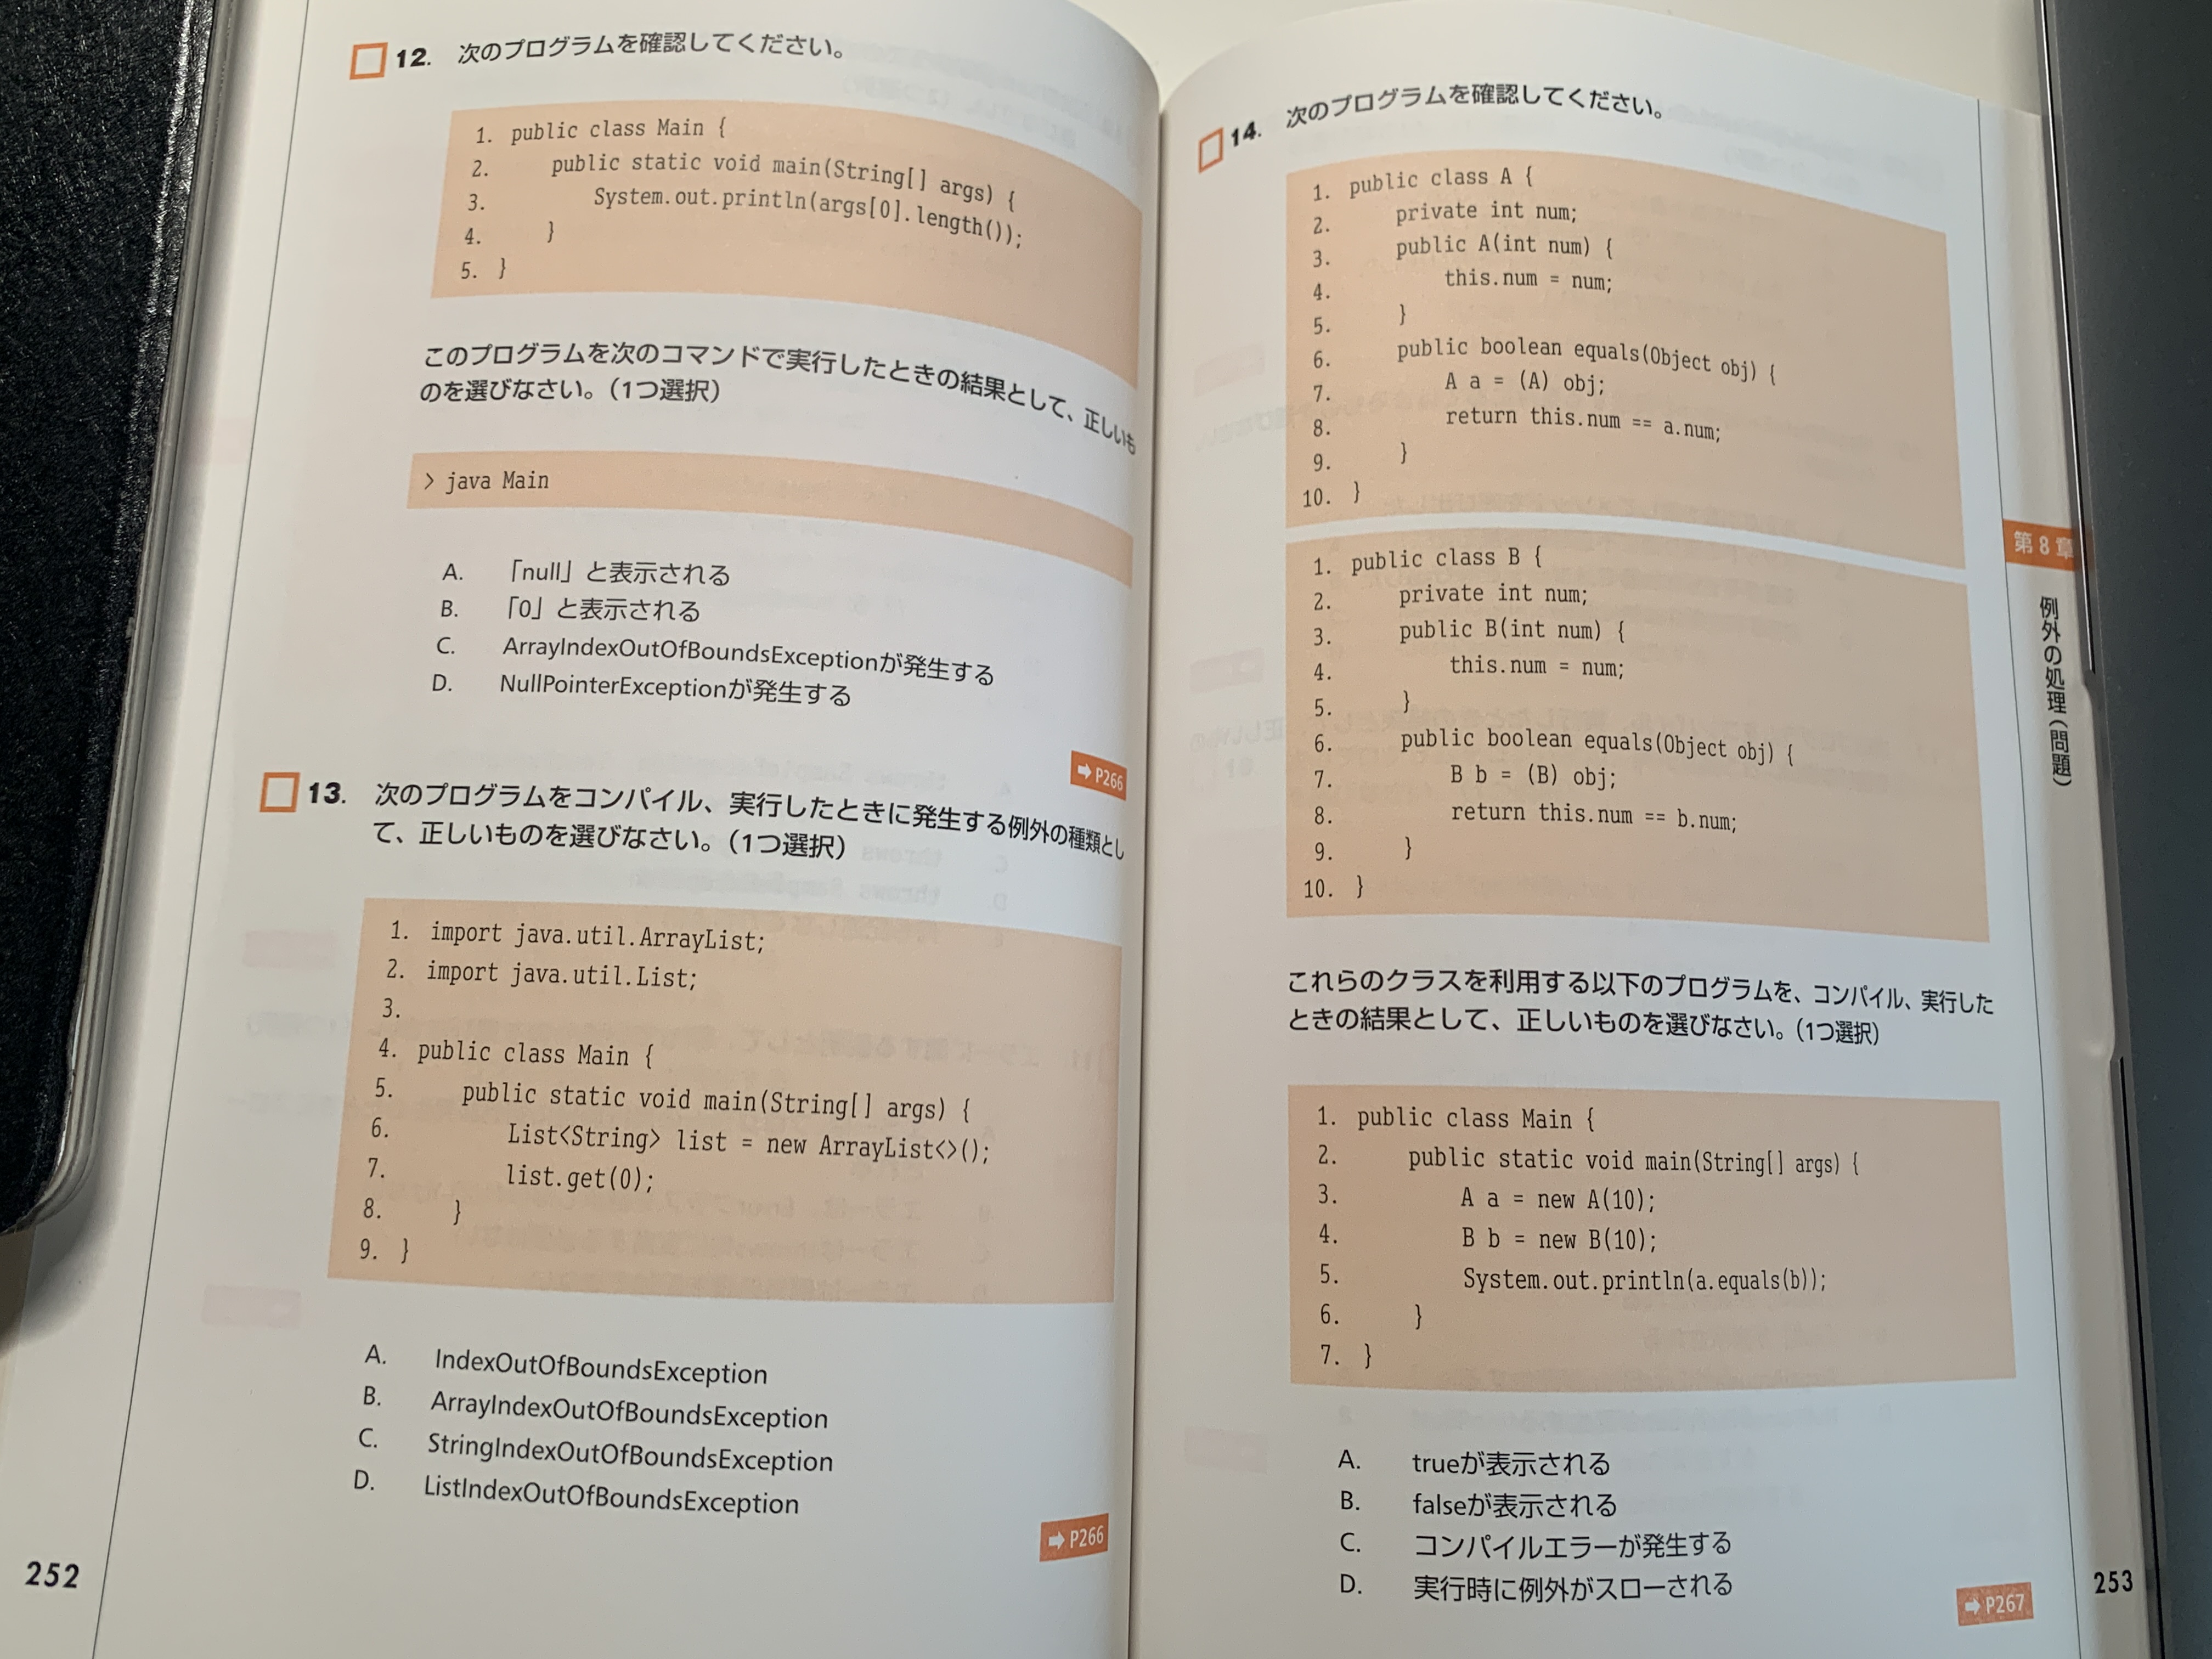 12. 次のプログラムを確認してください。
1. public class Main {
2. public static void main(String[] args) {
3. System.out.println(args[0].length());
4. }
5. }
このプログラムを次のコマンドで実行したときの結果として、正しいも
のを選びなさい。(1つ選択)
> java Main
A. 「null」と表示される
B. 「0」と表示される
C. ArrayIndexOutOfBoundsExceptionが発生する
D. NullPointerExceptionが発生する
➡P266
13. 次のプログラムをコンパイル、実行したときに発生する例外の種類とし
て、正しいものを選びなさい。(1つ選択)
1. import java.util.ArrayList;
2. import java.util.List;
3.
4. public class Main {
5. public static void main(String[] args) {
6. List<String> list = new ArrayList<>();
7. list.get(0);
8. }
9. }
A. IndexOutOfBoundsException
B. ArrayIndexOutOfBoundsException
C. StringIndexOutOfBoundsException
D. ListIndexOutOfBoundsException
➡P266
252
14. 次のプログラムを確認してください。
1. public class A {
2. private int num;
3. public A(int num) {
4. this.num = num;
5. }
6. public boolean equals(Object obj) {
7. A a = (A) obj;
8. return this.num == a.num;
9. }
10. }
1. public class B {
2. private int num;
3. public B(int num) {
4. this.num = num;
5. }
6. public boolean equals(Object obj) {
7. B b = (B) obj;
8. return this.num == b.num;
9. }
10. }
これらのクラスを利用する以下のプログラムを、コンパイル、実行した
ときの結果として、正しいものを選びなさい。(1つ選択)
1. public class Main {
2. public static void main(String[] args) {
3. A a = new A(10);
4. B b = new B(10);
5. System.out.println(a.equals(b));
6. }
7. }
A. trueが表示される
B. falseが表示される
C. コンパイルエラーが発生する
D. 実行時に例外がスローされる
➡P267
第8章
例外の処理(問題)
253